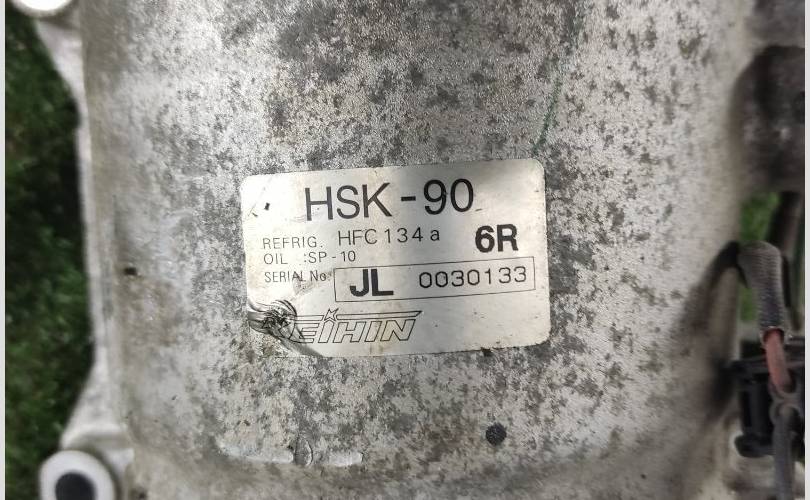 HSK-90
REFRIG. HFC134a 6R
OIL :SP-10
SERIAL No. JL 0030133
KEIHIN